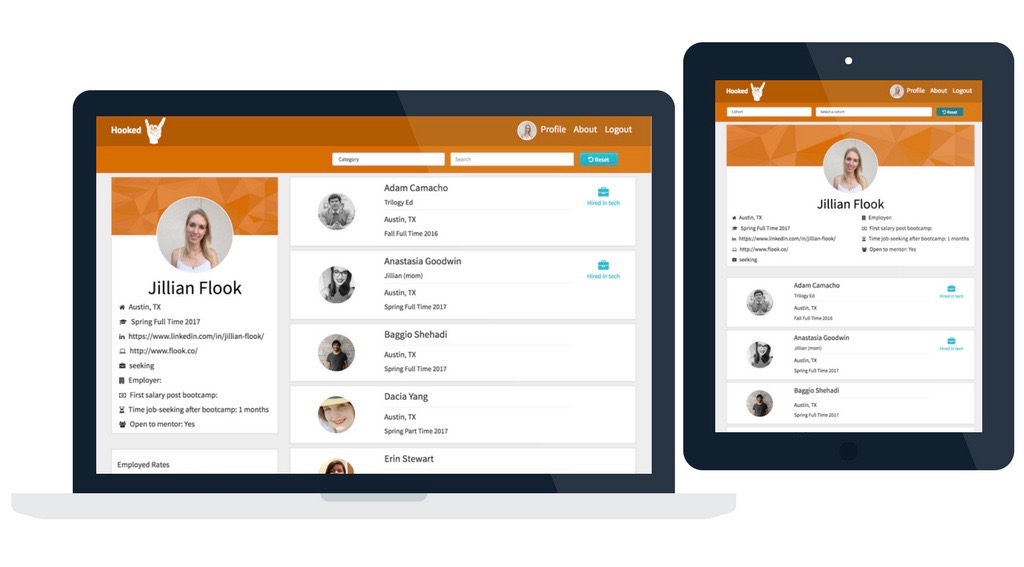 Hooked
Profile About Logout
Category
Search
Reset
Jillian Flook
Austin, TX
Spring Full Time 2017
https://www.linkedin.com/in/jillian-flook/
http://www.flook.co/
seeking
Employer:
First salary post bootcamp:
Time job-seeking after bootcamp: 1 months
Open to mentor: Yes
Employed Rates
Adam Camacho
Trilogy Ed
Austin, TX
Fall Full Time 2016
Hired in tech
Anastasia Goodwin
Jillian (mom)
Austin, TX
Spring Full Time 2017
Hired in tech
Baggio Shehadi
Austin, TX
Spring Full Time 2017
Dacia Yang
Austin, TX
Spring Part Time 2017
Erin Stewart
Hooked
Profile About Logout
Cohort
Select a cohort
Reset
Jillian Flook
Austin, TX
Spring Full Time 2017
https://www.linkedin.com/in/jillian-flook/
http://www.flook.co/
seeking
Employer:
First salary post bootcamp:
Time job-seeking after bootcamp: 1 months
Open to mentor: Yes
Adam Camacho
Trilogy Ed
Austin, TX
Fall Full Time 2016
Hired in tech
Anastasia Goodwin
Jillian (mom)
Austin, TX
Spring Full Time 2017
Hired in tech
Baggio Shehadi
Austin, TX
Spring Full Time 2017